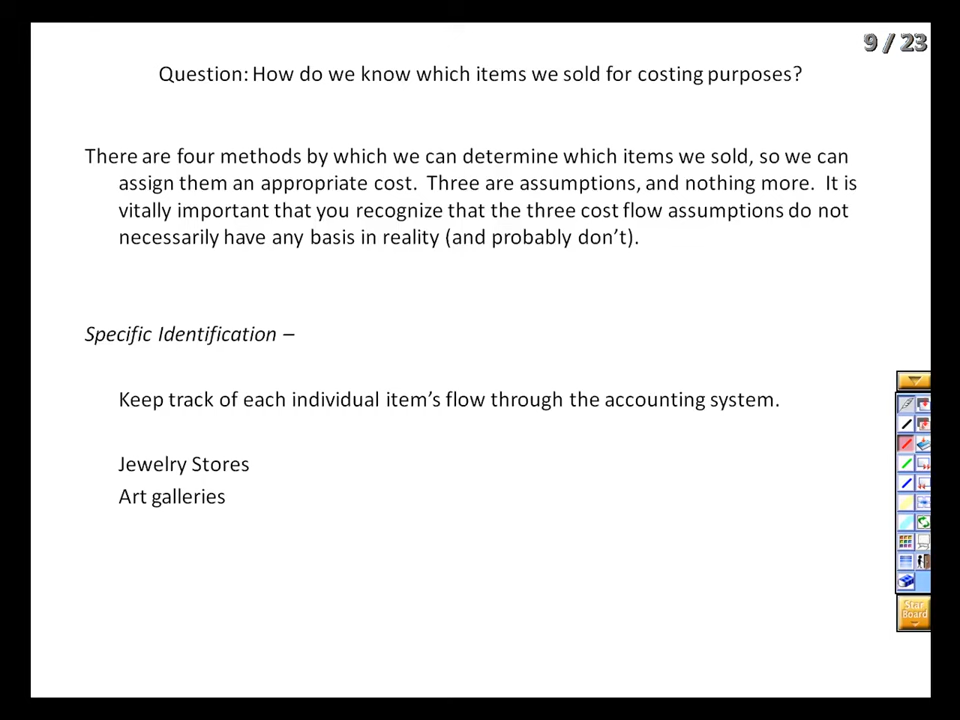 9 / 23
Question: How do we know which items we sold for costing purposes?
There are four methods by which we can determine which items we sold, so we can
assign them an appropriate cost.  Three are assumptions, and nothing more.  It is
vitally important that you recognize that the three cost flow assumptions do not
necessarily have any basis in reality (and probably don’t).
Specific Identification –
Keep track of each individual item’s flow through the accounting system.
Jewelry Stores
Art galleries
Star
Board